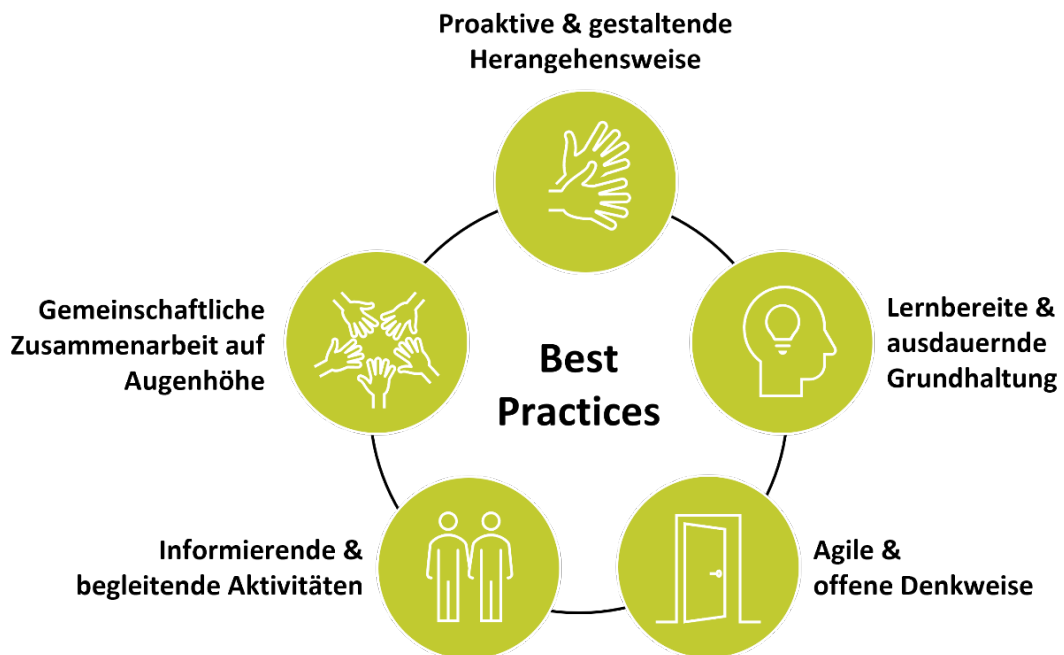 Proaktive & gestaltende
Herangehensweise
Gemeinschaftliche
Zusammenarbeit auf
Augenhöhe
Lernbereite &
ausdauernde
Grundhaltung
Best
Practices
Informierende &
begleitende Aktivitäten
Agile &
offene Denkweise